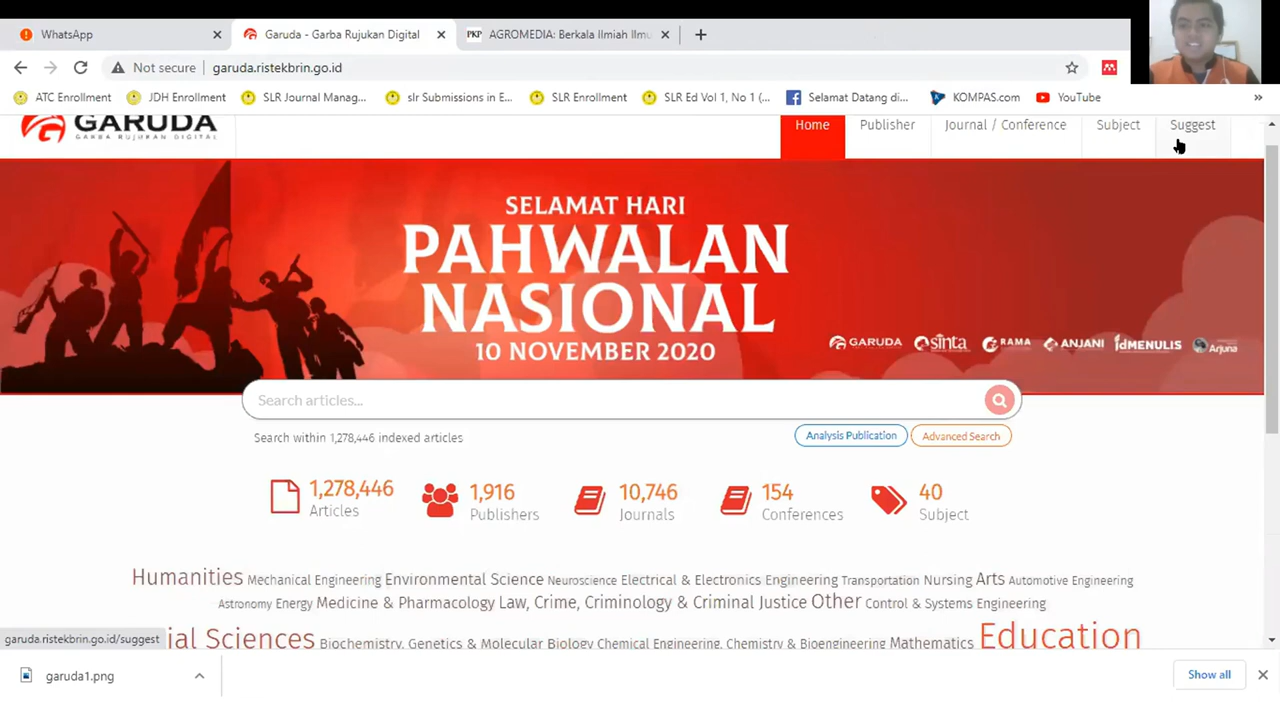 WhatsApp
Garuda - Garba Rujukan Digital
PKP AGROMEDIA: Berkala Ilmiah Ilmu
Not secure garuda.ristekbrin.go.id
ATC Enrollment
JDH Enrollment
SLR Journal Manag...
slr Submissions in E...
SLR Enrollment
SLR Ed Vol 1, No 1 (...
Selamat Datang di...
KOMPAS.com
YouTube
»
GARUDA
GARBA RUJUKAN DIGITAL
Home
Publisher
Journal / Conference
Subject
Suggest
SELAMAT HARI
PAHWALAN
NASIONAL
10 NOVEMBER 2020
GARUDA sinta RAMA ANJANI idMENULIS Arjuna
Search articles...
Search within 1,278,446 indexed articles
Analysis Publication
Advanced Search
1,278,446
Articles
1,916
Publishers
10,746
Journals
154
Conferences
40
Subject
Humanities Mechanical Engineering Environmental Science Neuroscience Electrical & Electronics Engineering Transportation Nursing Arts Automotive Engineering
Astronomy Energy Medicine & Pharmacology Law, Crime, Criminology & Criminal Justice Other Control & Systems Engineering
ial Sciences Biochemistry, Genetics & Molecular Biology Chemical Engineering, Chemistry & Bioengineering Mathematics Education
garuda.ristekbrin.go.id/suggest
garuda1.png
Show all